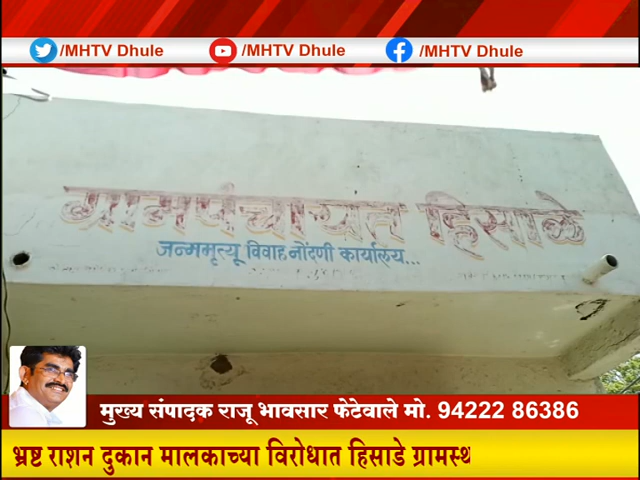 /MHTV Dhule /MHTV Dhule /MHTV Dhule
ग्रामपंचायत हिसाळे
जन्ममृत्यू विवाह नोंदणी कार्यालय...
मुख्य संपादक राजू भावसार फेटेवाले मो. 94222 86386
भ्रष्ट राशन दुकान मालकाच्या विरोधात हिसाडे ग्रामस्थ